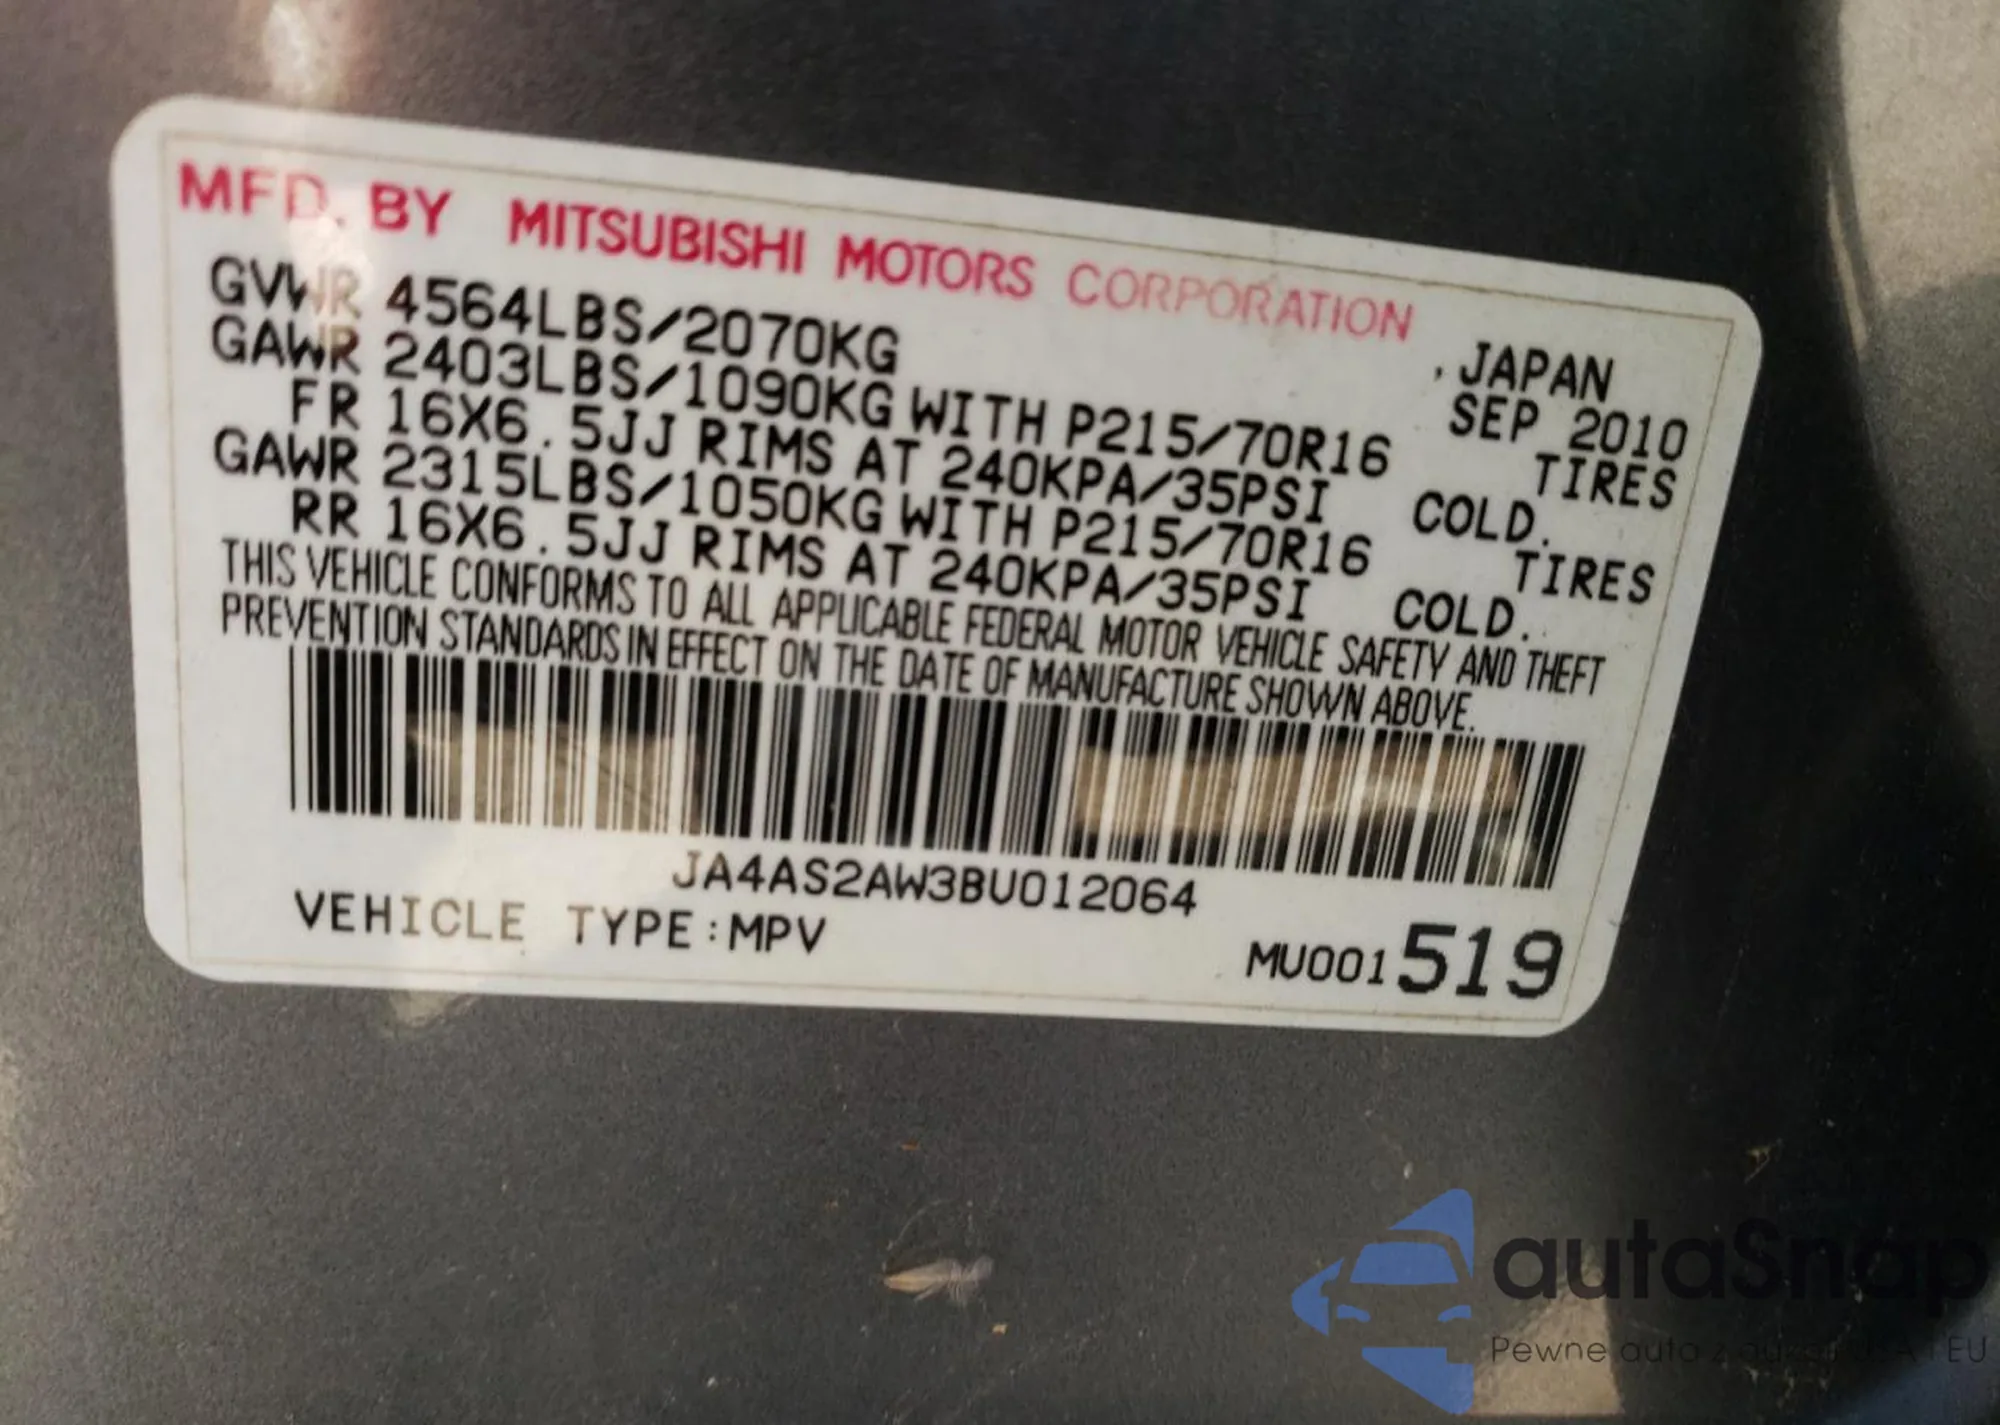 MFD. BY MITSUBISHI MOTORS CORPORATION
GVWR 4564LBS/2070KG JAPAN
SEP 2010
GAWR 2403LBS/1090KG WITH P215/70R16 TIRES
FR 16X6.5JJ RIMS AT 240KPA/35PSI COLD.
GAWR 2315LBS/1050KG WITH P215/70R16 TIRES
RR 16X6.5JJ RIMS AT 240KPA/35PSI COLD.
THIS VEHICLE CONFORMS TO ALL APPLICABLE FEDERAL MOTOR VEHICLE SAFETY AND THEFT
PREVENTION STANDARDS IN EFFECT ON THE DATE OF MANUFACTURE SHOWN ABOVE.
JA4AS2AW3BU012064
VEHICLE TYPE:MPV
MU001519
autaSnap
Pewne auto z EU